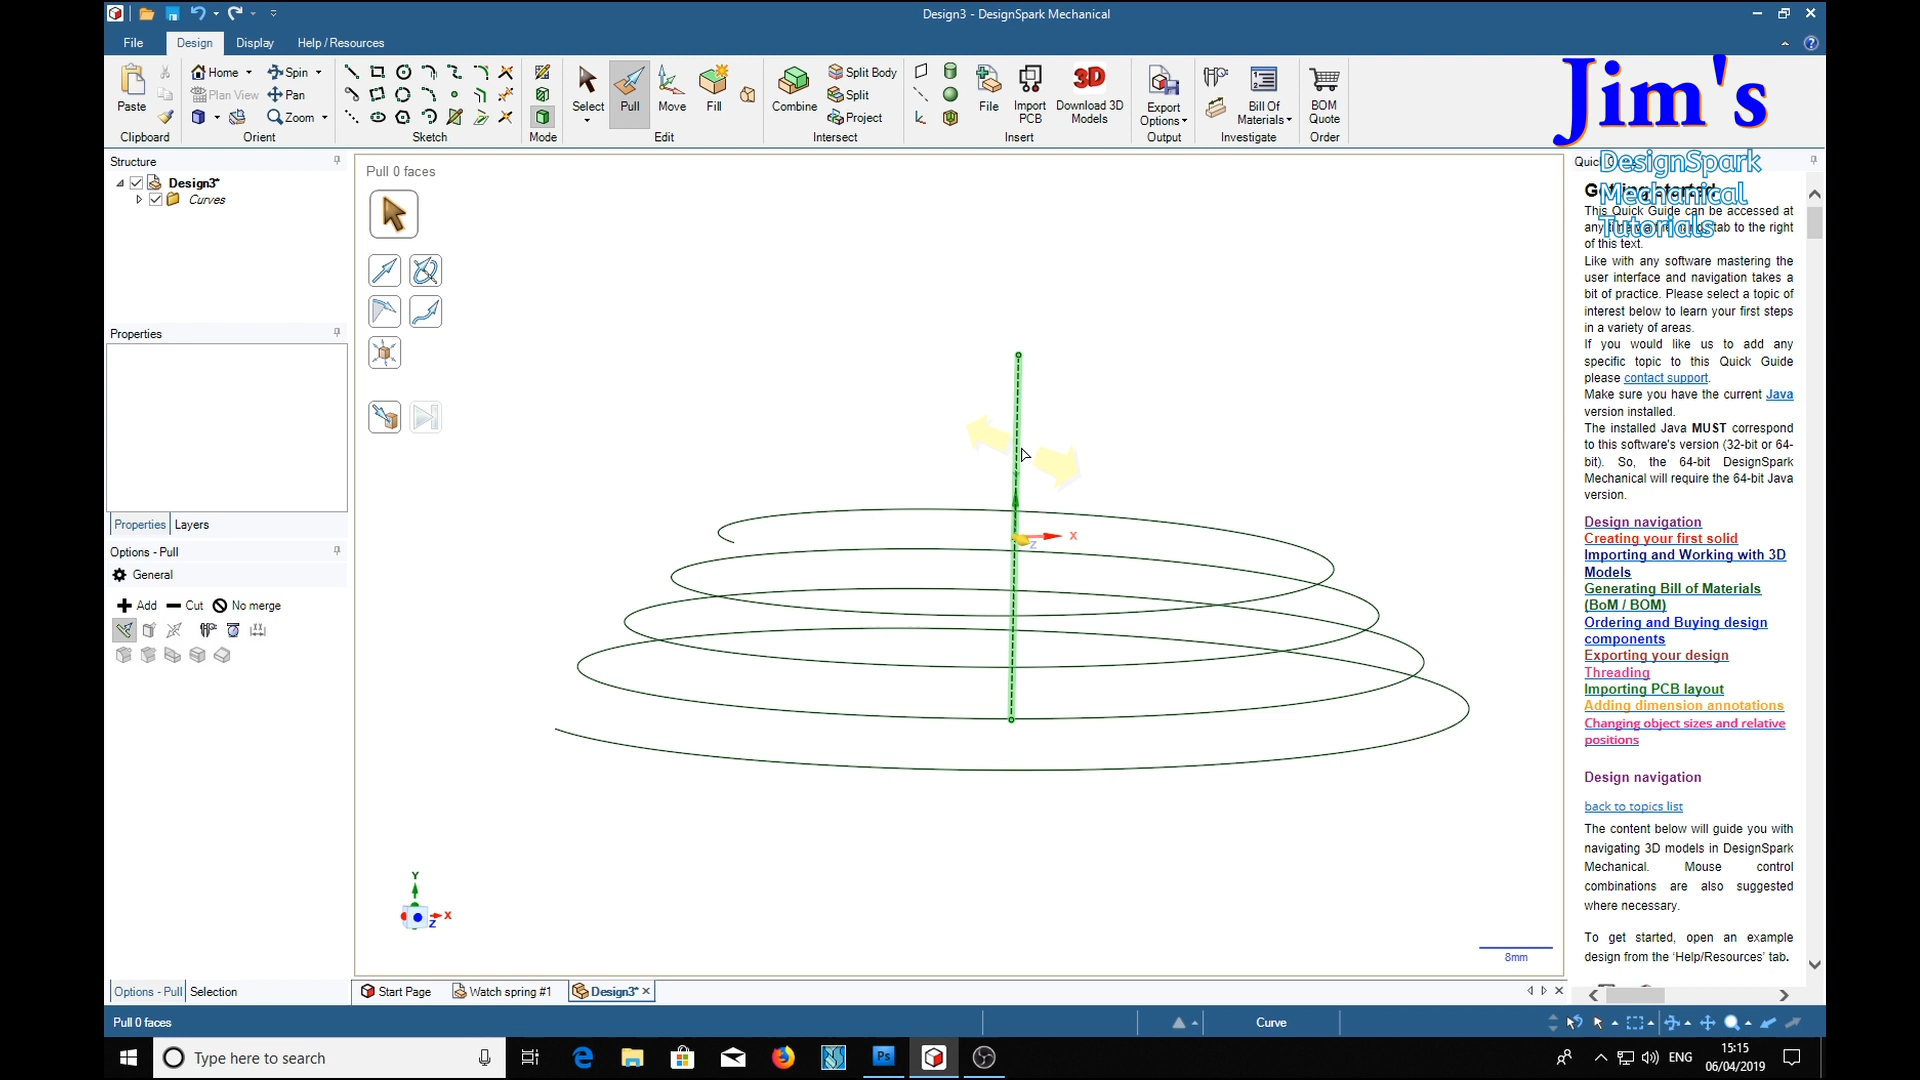 Design3 - DesignSpark Mechanical
File
Design
Display
Help / Resources
Paste
Home
Spin
Plan View
Pan
Zoom
Select
Pull
Move
Fill
Combine
Split Body
Split
Project
File
Import PCB
Download 3D Models
Export Options
Bill Of Materials
BOM Quote
Clipboard
Orient
Sketch
Mode
Edit
Intersect
Insert
Output
Investigate
Order
Jim's
DesignSpark
Mechanical
Tutorials
Structure
Design3*
Curves
Properties
Properties
Layers
Options - Pull
General
Add
Cut
No merge
Options - Pull
Selection
Pull 0 faces
X
Z
Y
X
Z
8mm
Start Page
Watch spring #1
Design3*
This Quick Guide can be accessed at
tab to the right
of this text.
Like with any software mastering the
user interface and navigation takes a
bit of practice. Please select a topic of
interest below to learn your first steps
in a variety of areas.
If you would like us to add any
specific topic to this Quick Guide
please contact support.
Make sure you have the current Java
version installed.
The installed Java MUST correspond
to this software's version (32-bit or 64-
bit). So, the 64-bit DesignSpark
Mechanical will require the 64-bit Java
version.
Design navigation
Creating your first solid
Importing and Working with 3D
Models
Generating Bill of Materials
(BoM / BOM)
Ordering and Buying design
components
Exporting your design
Threading
Importing PCB layout
Adding dimension annotations
Changing object sizes and relative
positions
Design navigation
back to topics list
The content below will guide you with
navigating 3D models in DesignSpark
Mechanical. Mouse control
combinations are also suggested
where necessary.
To get started, open an example
design from the 'Help/Resources' tab.
Pull 0 faces
Curve
Type here to search
Ps
ENG
15:15
06/04/2019